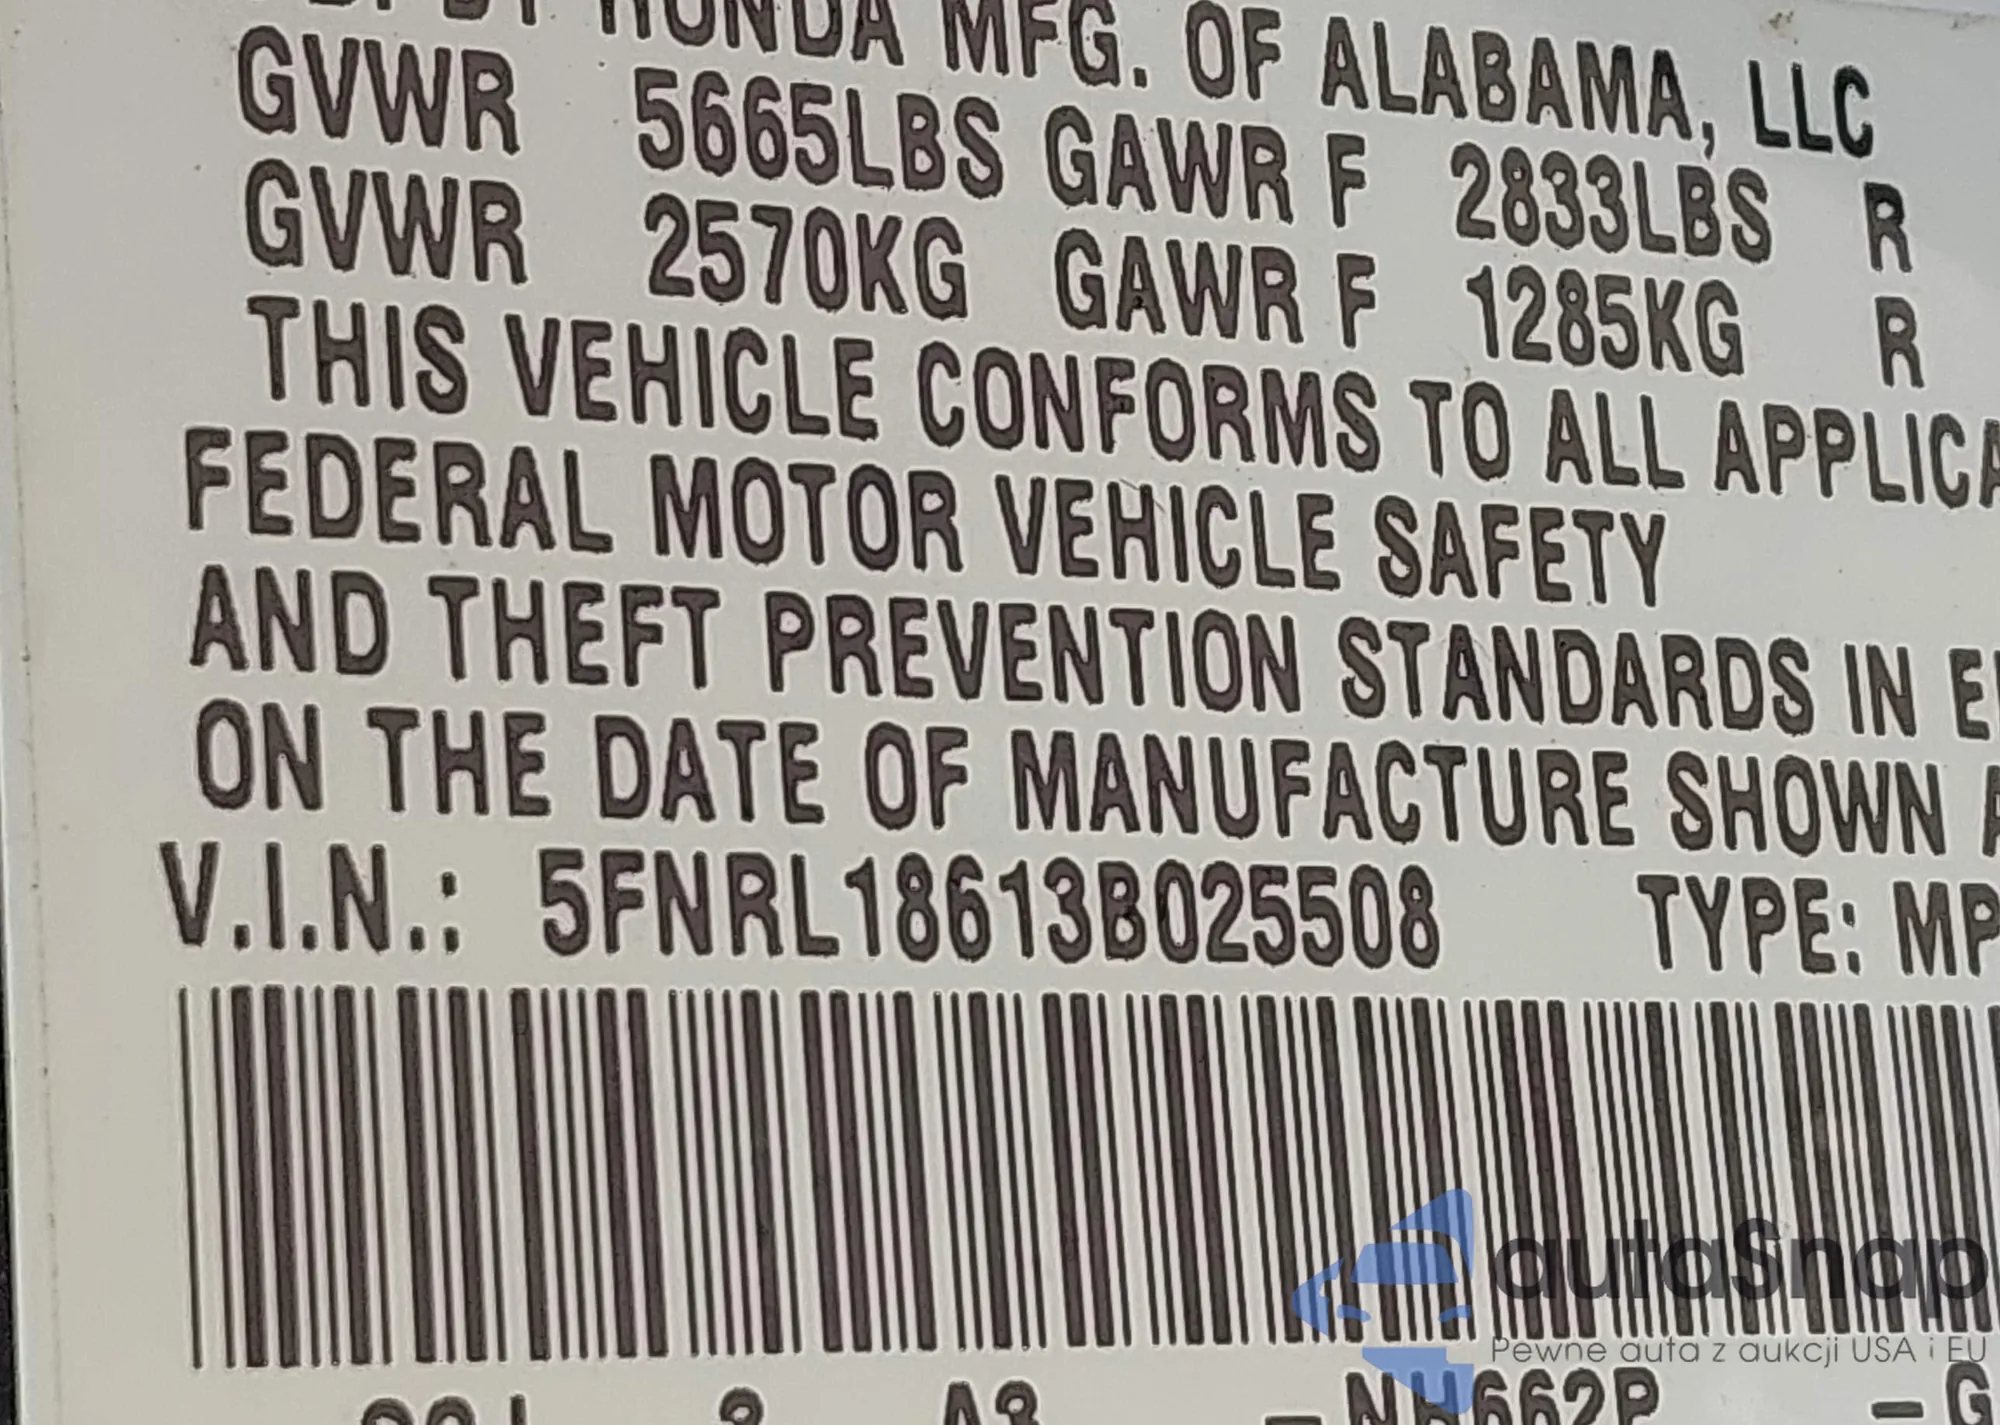 HONDA MFG. OF ALABAMA, LLC
GVWR 5665LBS GAWR F 2833LBS R
GVWR 2570KG GAWR F 1285KG R
THIS VEHICLE CONFORMS TO ALL APPLICA
FEDERAL MOTOR VEHICLE SAFETY
AND THEFT PREVENTION STANDARDS IN
ON THE DATE OF MANUFACTURE SHOWN A
V.I.N.: 5FNRL18613B025508 TYPE: MP
autaSnap
Pewne auta z aukcji USA i EU
-NH662P -G